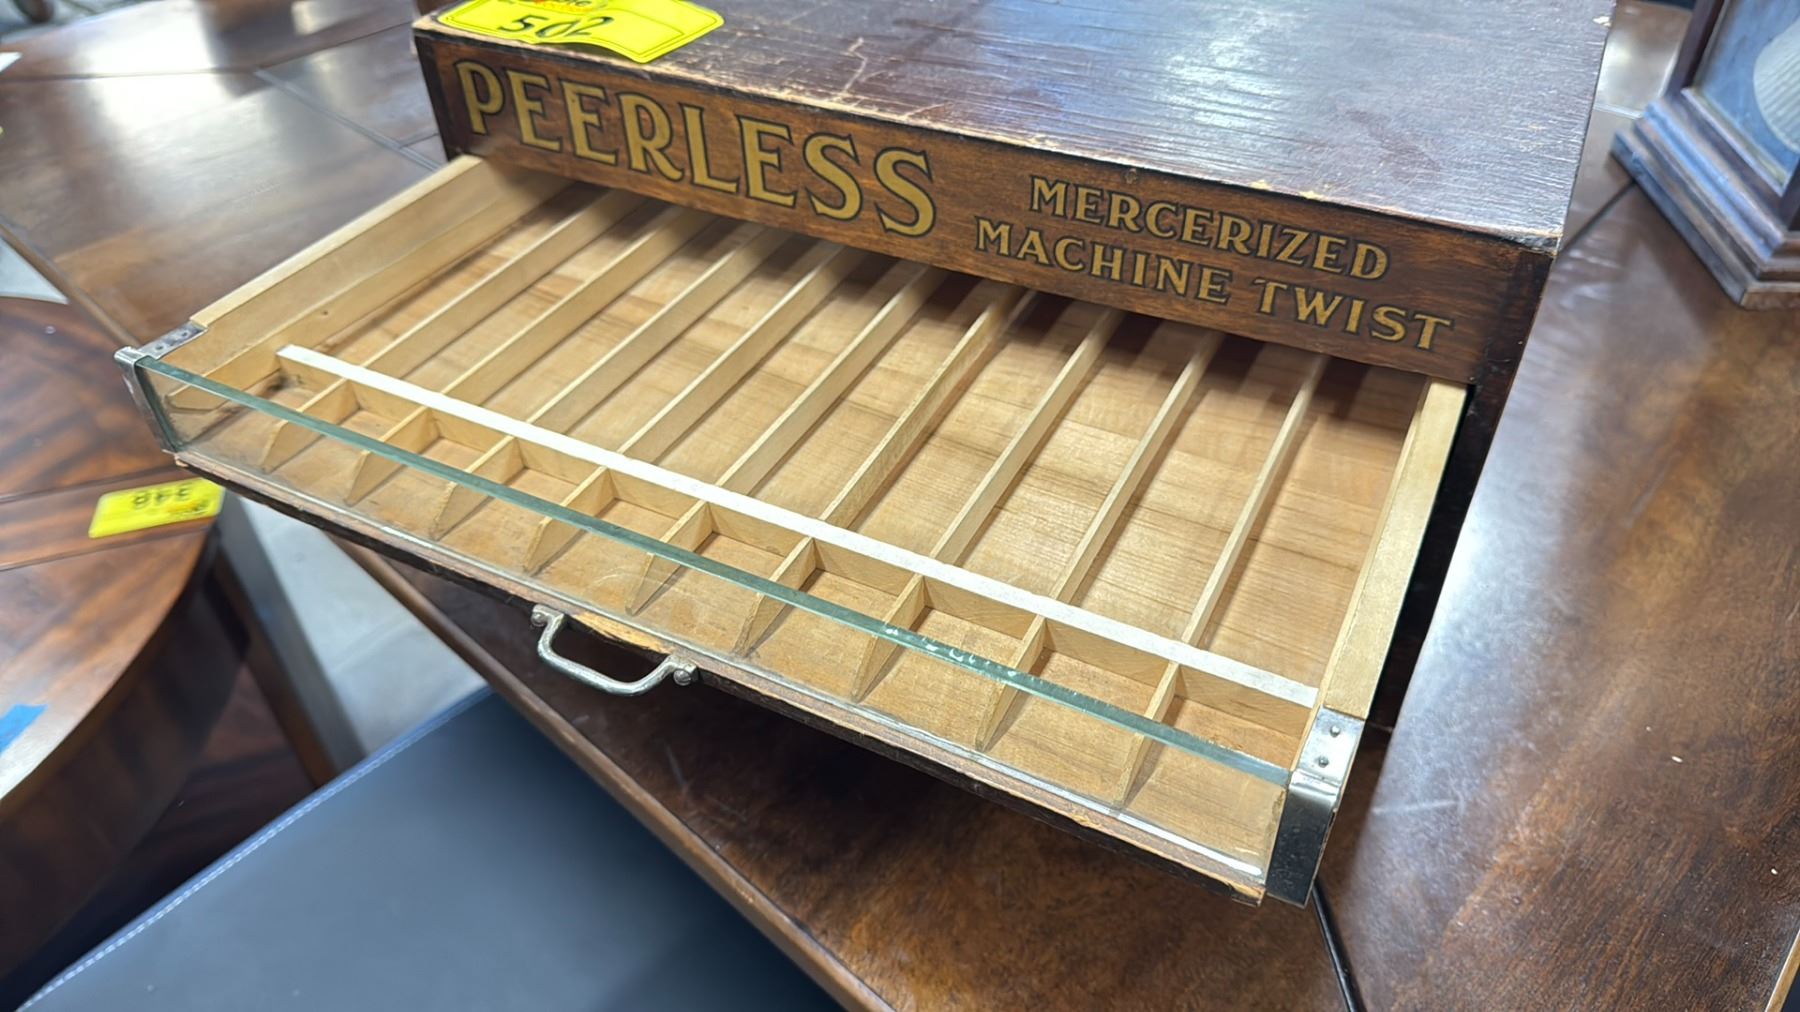 502
PEERLESS
MERCERIZED
MACHINE TWIST
348